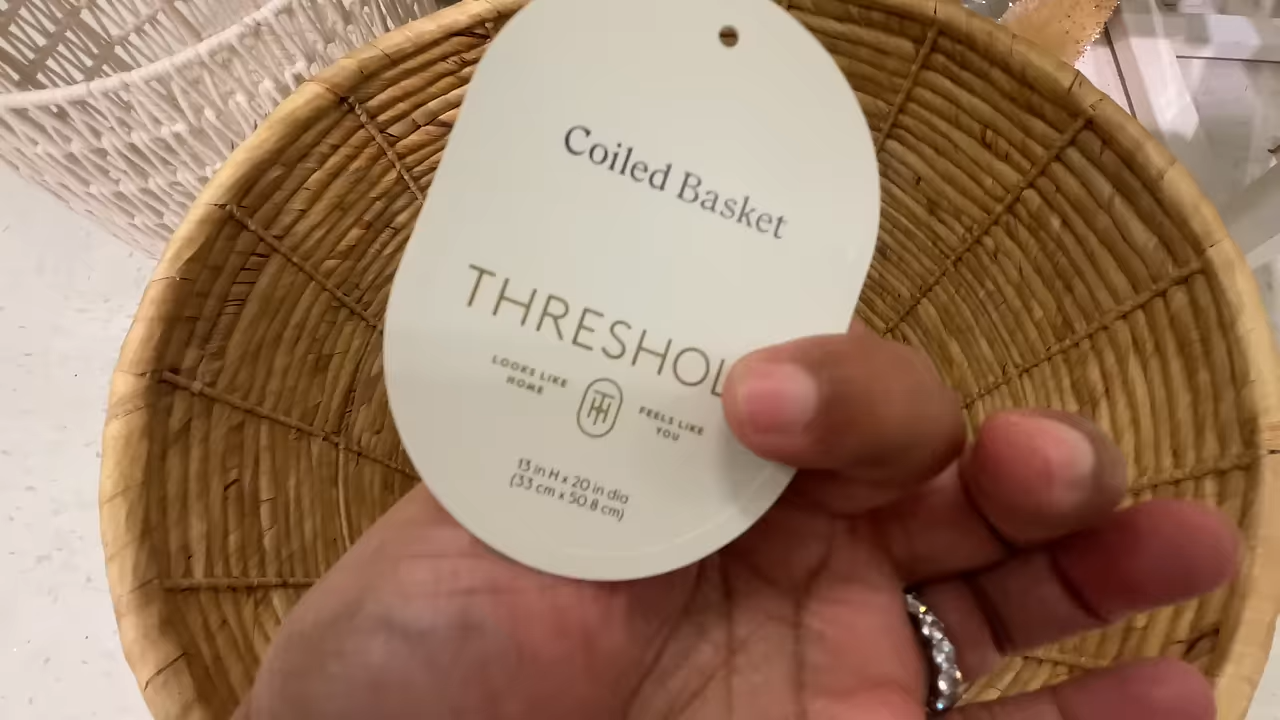 Coiled Basket
THRESHOL
LOOKS LIKE
HOME
FEELS LIKE
YOU
13 in H x 20 in dia
(33 cm x 50.8 cm)